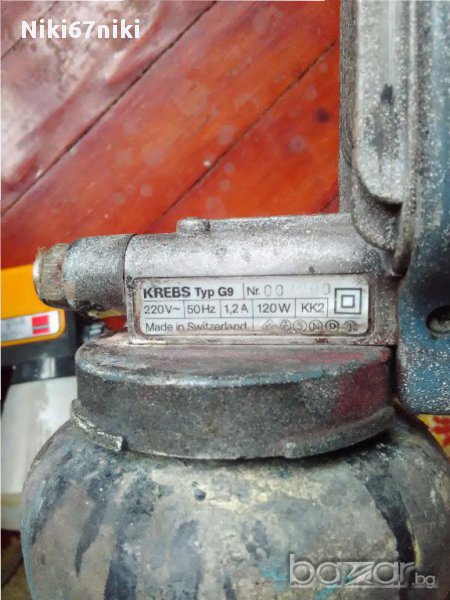 Niki67niki
KREBS Typ G9 Nr.
220V~ 50Hz 1,2A 120W KK2
Made in Switzerland
bazar.bg